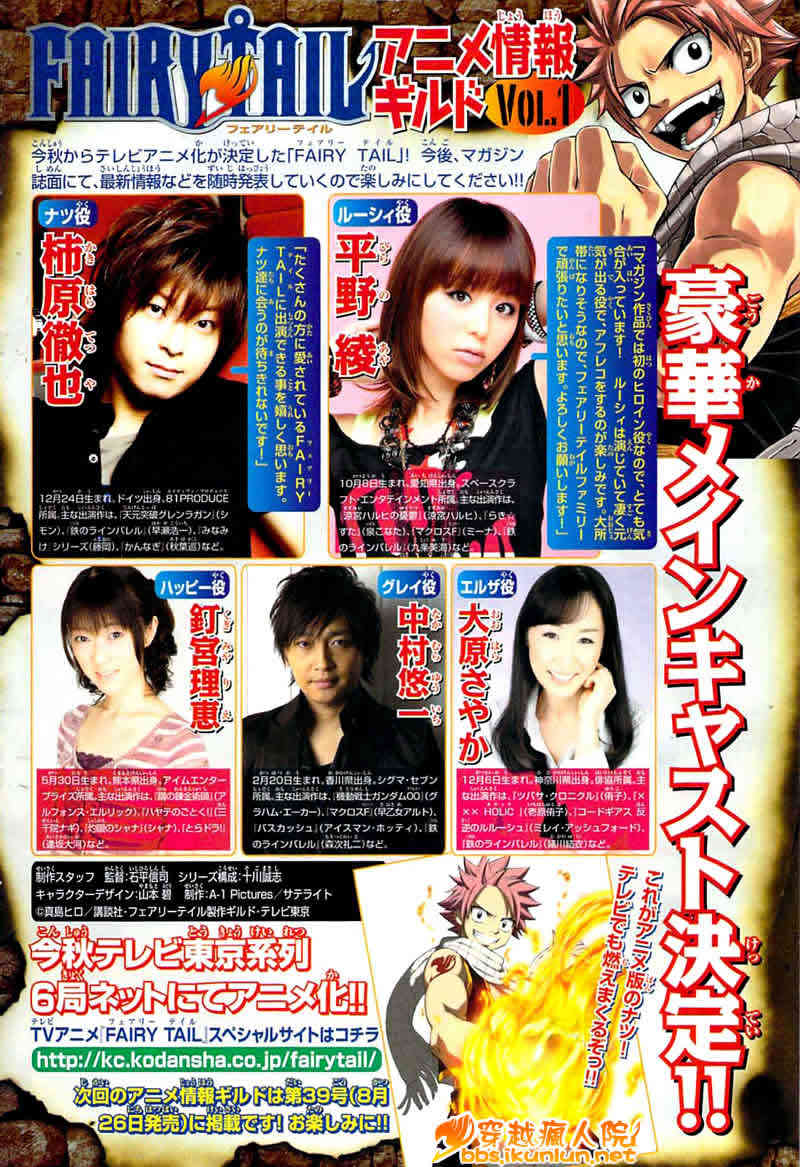 FAIRY TAIL
フェアリーテイル
アニメ情報
ギルド VOL.1
今秋からテレビアニメ化が決定した「FAIRY TAIL」! 今後、マガジン
誌面にて、最新情報などを随時発表していくので楽しみにしてください!!
豪華メインキャスト決定!!
ナツ役
柿原徹也
「たくさんの方に愛されているFAIRY
TAILに出演できる事を嬉しく思います。
ナツ達に会うのが待ちきれないです!」
12月24日生まれ、ドイツ出身、81PRODUCE
所属。主な出演作は、『天元突破グレンラガン』(シ
モン)、『鉄のラインバレル』(早瀬浩一)、『みなみ
け』シリーズ(藤岡)、『かんなぎ』(秋葉巡)など。
ルーシィ役
平野 綾
「マガジン作品では初のヒロイン役なので、とても気
合が入っています! ルーシィは演じていて凄く元
気が出る役で、アフレコをするのが楽しみです。大所
帯になりそうなので、フェアリーテイルファミリー
で頑張りたいと思います。よろしくお願いします!」
10月8日生まれ、愛知県出身、スペースクラ
フト・エンタテインメント所属。主な出演作は、
『涼宮ハルヒの憂鬱』(涼宮ハルヒ)、『らき☆
すた』(泉こなた)、『マクロスF』(ミーナ)、『鉄
のラインバレル』(九条美海)など。
ハッピー役
釘宮理恵
5月30日生まれ、熊本県出身、アイムエンター
プライズ所属。主な出演作は、『鋼の錬金術師』(ア
ルフォンス・エルリック)、『ハヤテのごとく!』(三
千院ナギ)、『灼眼のシャナ』(シャナ)、『とらドラ!』
(逢坂大河)など。
グレイ役
中村悠一
2月20日生まれ、香川県出身、シグマ・セブン
所属。主な出演作は、『機動戦士ガンダムOO』(グ
ラハム・エーカー)、『マクロスF』(早乙女アルト)、
『バスカッシュ』(アイスマン・ホッティ)、『鉄
のラインバレル』(森次玲二)など。
エルザ役
大原さやか
12月6日生まれ、神奈川県出身、俳協所属。主
な出演作は、『ツバサ・クロニクル』(侑子)、『×
××HOLiC』(壱原侑子)、『コードギアス 反
逆のルルーシュ』(ミレイ・アッシュフォード)、
『鉄のラインバレル』(緒川結衣)など。
制作スタッフ 監督:石平信司 シリーズ構成:十川誠志
キャラクターデザイン:山本 碧 制作:A-1 Pictures/サテライト
©真島ヒロ/講談社・フェアリーテイル製作ギルド・テレビ東京
これがアニメ版のナツ!
テレビでも燃えまくるぞっ!!
今秋テレビ東京系列
6局ネットにてアニメ化!!
TVアニメ『FAIRY TAIL』スペシャルサイトはコチラ
http://kc.kodansha.co.jp/fairytail/
次回のアニメ情報ギルドは第39号(8月
26日発売)に掲載です! お楽しみに!!
穿越瘋人院
bbs.ikunlun.net